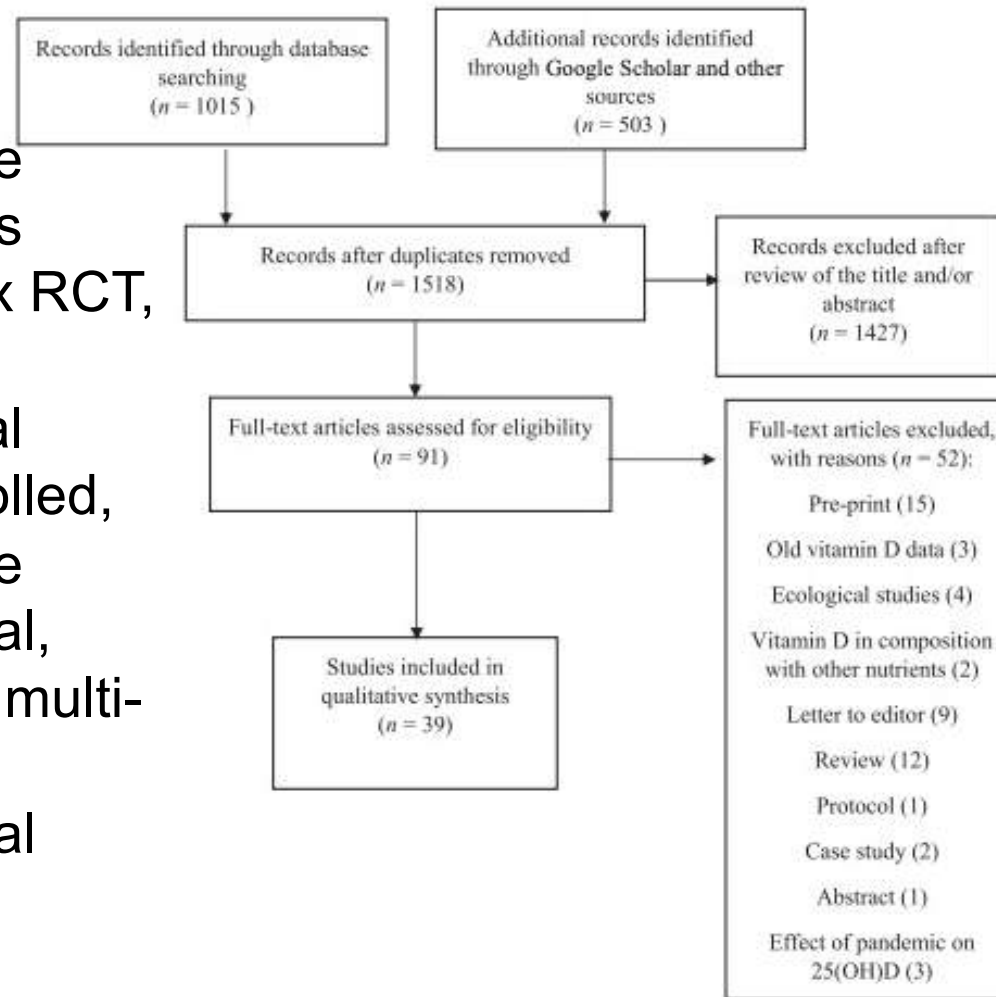 Records identified through database
searching
(n = 1015 )
Additional records identified
through Google Scholar and other
sources
(n = 503 )
e
s
x RCT,
al
olled,
e
al,
multi-
al
Records after duplicates removed
(n = 1518)
Records excluded after
review of the title and/or
abstract
(n = 1427)
Full-text articles assessed for eligibility
(n = 91)
Full-text articles excluded,
with reasons (n = 52):
Pre-print (15)
Old vitamin D data (3)
Ecological studies (4)
Vitamin D in composition
with other nutrients (2)
Letter to editor (9)
Review (12)
Protocol (1)
Case study (2)
Abstract (1)
Effect of pandemic on
25(OH)D (3)
Studies included in
qualitative synthesis
(n = 39)